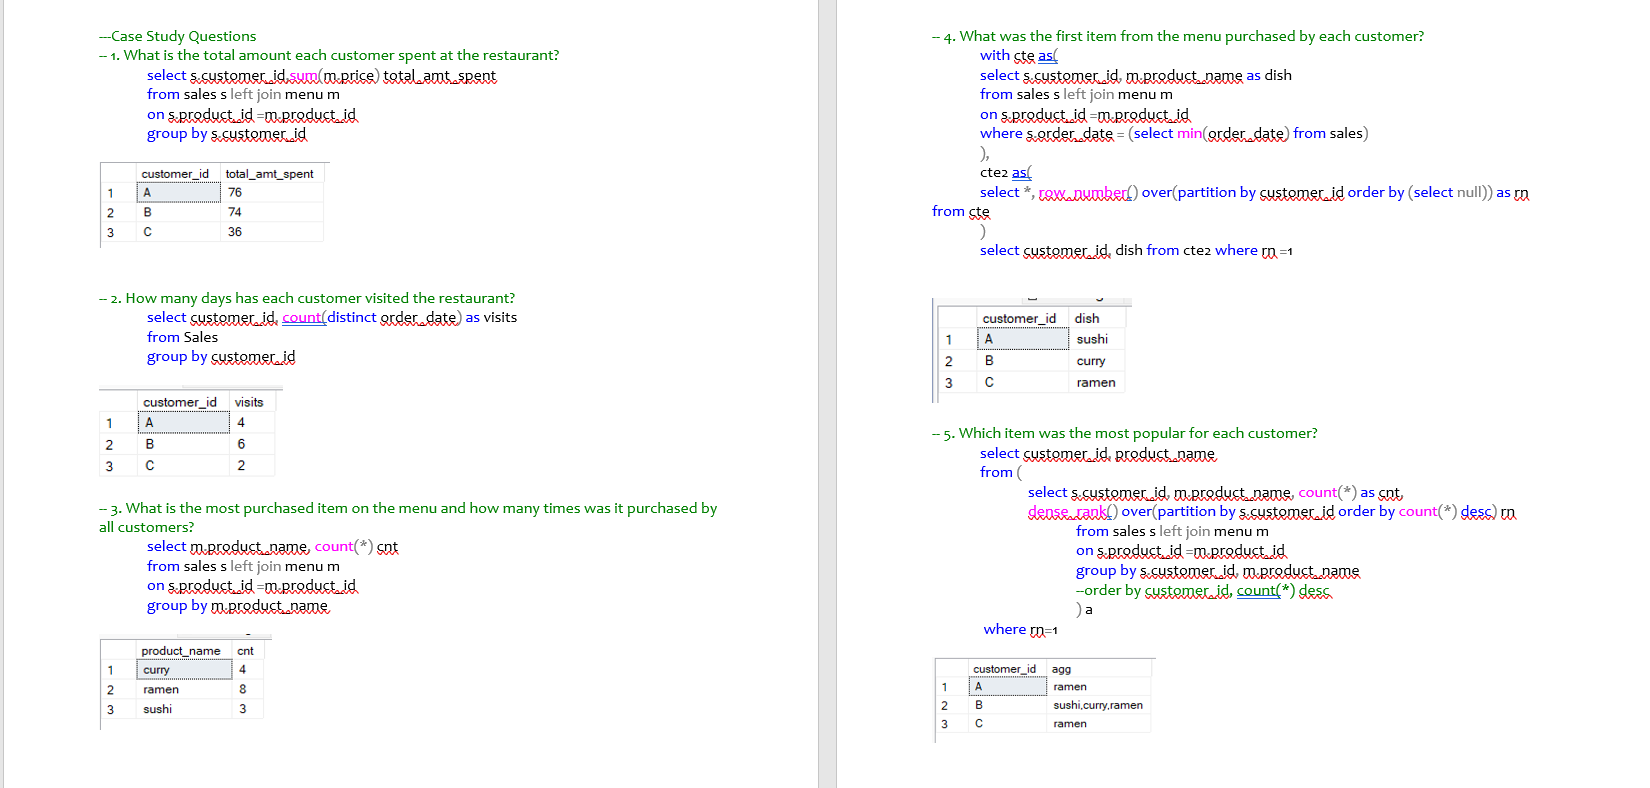 ---Case Study Questions
-- 1. What is the total amount each customer spent at the restaurant?
select s.customer_id,sum(m.price) total_amt_spent
from sales s left join menu m
on s.product_id =m.product_id
group by s.customer_id
customer_id total_amt_spent
1 A 76
2 B 74
3 C 36
-- 2. How many days has each customer visited the restaurant?
select customer_id, count(distinct order_date) as visits
from Sales
group by customer_id
customer_id visits
1 A 4
2 B 6
3 C 2
-- 3. What is the most purchased item on the menu and how many times was it purchased by
all customers?
select m.product_name, count(*) cnt
from sales s left join menu m
on s.product_id =m.product_id
group by m.product_name
product_name cnt
1 curry 4
2 ramen 8
3 sushi 3
-- 4. What was the first item from the menu purchased by each customer?
with cte as(
select s.customer_id, m.product_name as dish
from sales s left join menu m
on s.product_id =m.product_id
where s.order_date = (select min(order_date) from sales)
),
cte2 as(
select *, row_number() over(partition by customer_id order by (select null)) as rn
from cte
)
select customer_id, dish from cte2 where rn =1
customer_id dish
1 A sushi
2 B curry
3 C ramen
-- 5. Which item was the most popular for each customer?
select customer_id, product_name
from (
select s.customer_id, m.product_name, count(*) as cnt,
dense_rank() over(partition by s.customer_id order by count(*) desc) rn
from sales s left join menu m
on s.product_id =m.product_id
group by s.customer_id, m.product_name
--order by customer_id, count(*) desc
) a
where rn=1
customer_id agg
1 A ramen
2 B sushi,curry,ramen
3 C ramen